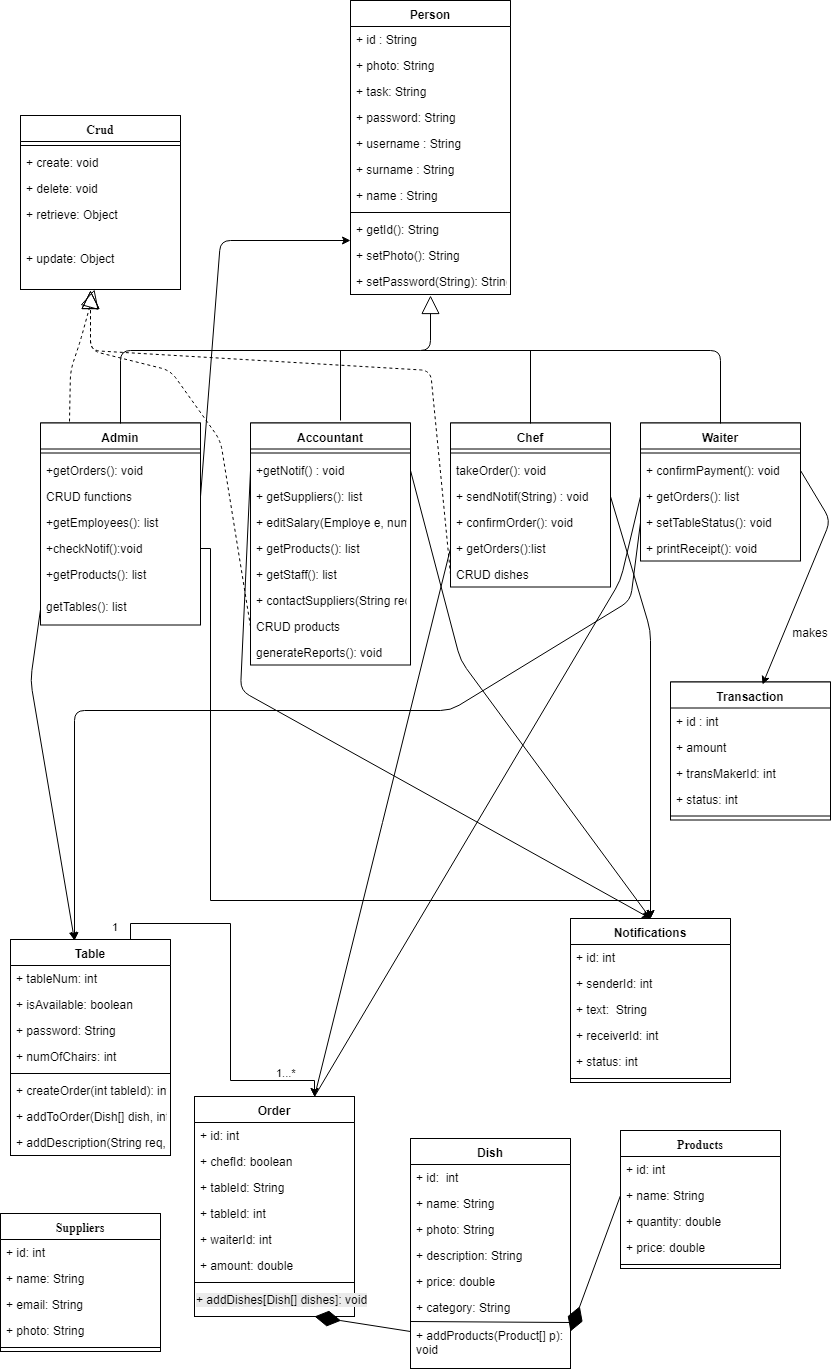 Person
+ id : String
+ photo: String
+ task: String
+ password: String
+ username : String
+ surname : String
+ name : String
+ getId(): String
+ setPhoto(): String
+ setPassword(String): Strin
Crud
+ create: void
+ delete: void
+ retrieve: Object
+ update: Object
Admin
+getOrders(): void
CRUD functions
+getEmployees(): list
+checkNotif():void
+getProducts(): list
getTables(): list
Accountant
+getNotif() : void
+ getSuppliers(): list
+ editSalary(Employe e, num
+ getProducts(): list
+ getStaff(): list
+ contactSuppliers(String req
CRUD products
generateReports(): void
Chef
takeOrder(): void
+ sendNotif(String) : void
+ confirmOrder(): void
+ getOrders():list
CRUD dishes
Waiter
+ confirmPayment(): void
+ getOrders(): list
+ setTableStatus(): void
+ printReceipt(): void
makes
Transaction
+ id : int
+ amount
+ transMakerId: int
+ status: int
1
Table
+ tableNum: int
+ isAvailable: boolean
+ password: String
+ numOfChairs: int
+ createOrder(int tableId): in
+ addToOrder(Dish[] dish, in
+ addDescription(String req,
1...*
Notifications
+ id: int
+ senderId: int
+ text:  String
+ receiverId: int
+ status: int
Order
+ id: int
+ chefId: boolean
+ tableId: String
+ tableId: int
+ waiterId: int
+ amount: double
+ addDishes[Dish[] dishes]: void
Dish
+ id:  int
+ name: String
+ photo: String
+ description: String
+ price: double
+ category: String
+ addProducts(Product[] p):
void
Products
+ id: int
+ name: String
+ quantity: double
+ price: double
Suppliers
+ id: int
+ name: String
+ email: String
+ photo: String